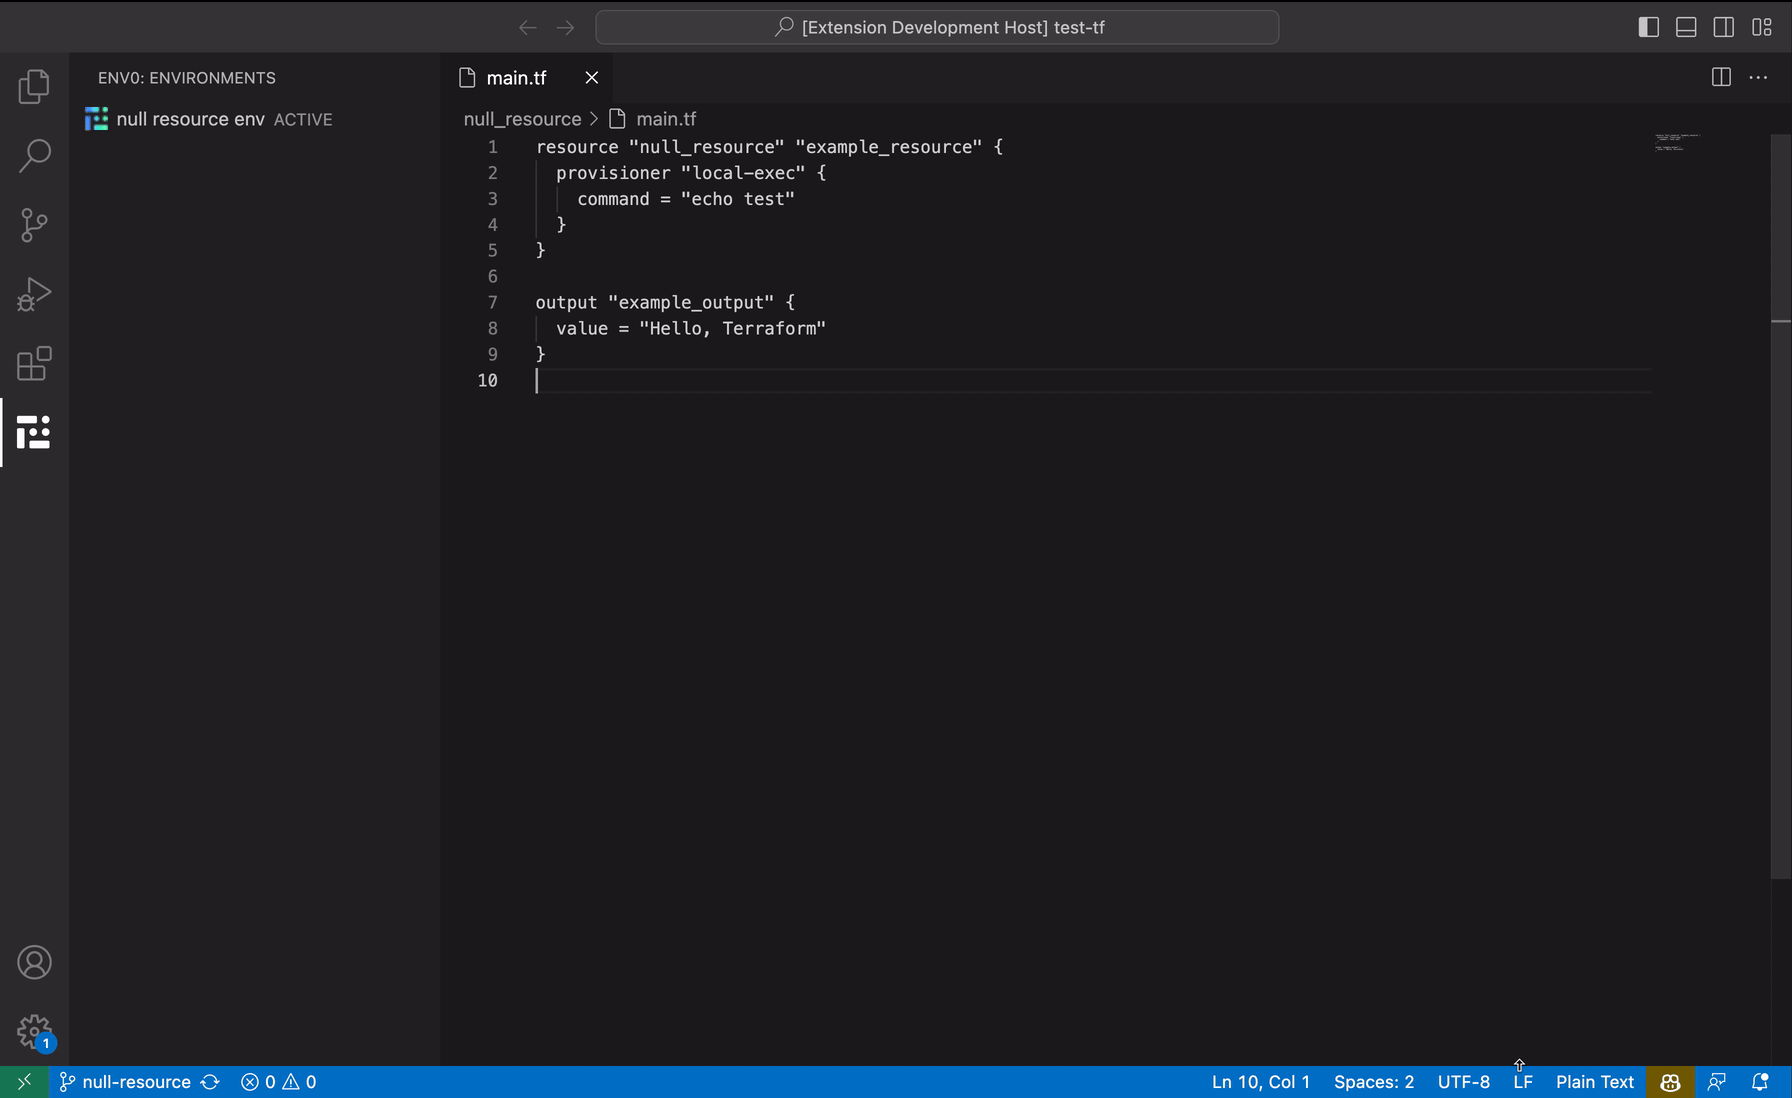 [Extension Development Host] test-tf
ENV0: ENVIRONMENTS
null resource env ACTIVE
main.tf
null_resource > main.tf
1 resource "null_resource" "example_resource" {
2 provisioner "local-exec" {
3 command = "echo test"
4 }
5 }
6
7 output "example_output" {
8 value = "Hello, Terraform"
9 }
10
1
null-resource 0 0 Ln 10, Col 1 Spaces: 2 UTF-8 LF Plain Text